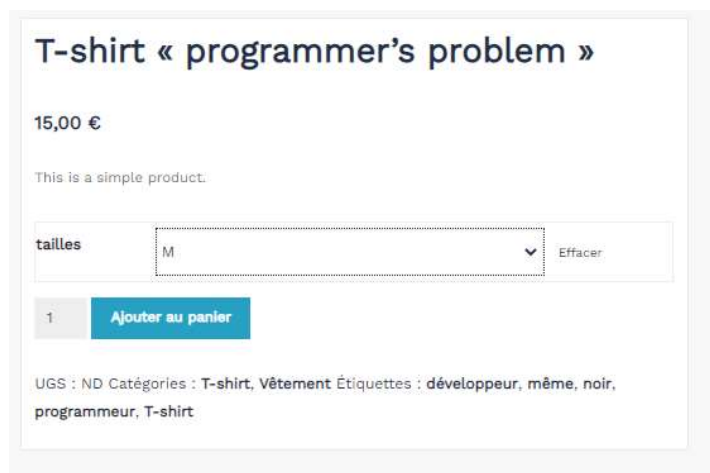 T-shirt « programmer’s problem »
15,00 €
This is a simple product.
tailles M Effacer
1 Ajouter au panier
UGS : ND Catégories : T-shirt, Vêtement Étiquettes : développeur, même, noir,
programmeur, T-shirt